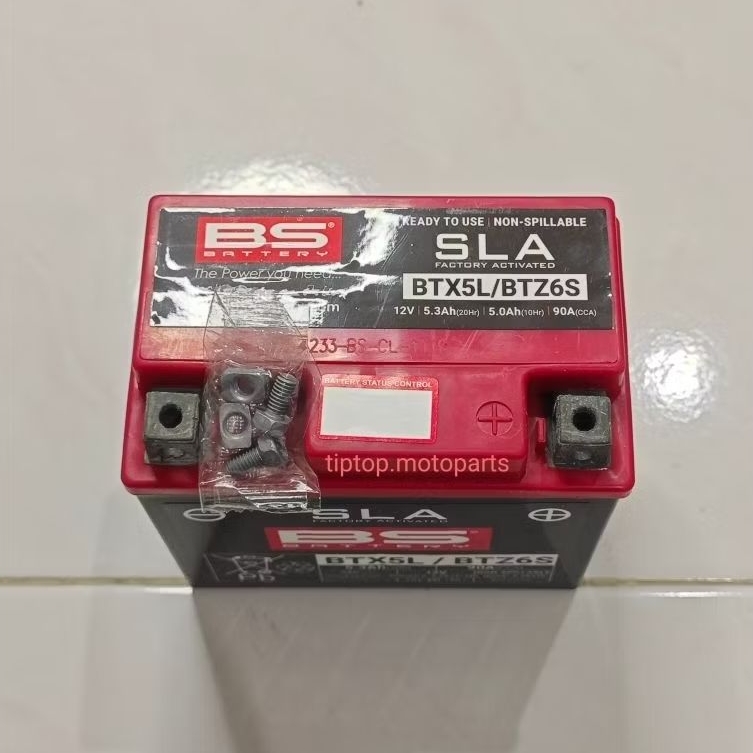 BS®
BATTERY
The Power you need...
READY TO USE | NON-SPILLABLE
SLA
FACTORY ACTIVATED
BTX5L/BTZ6S
12V | 5.3Ah(20Hr) | 5.0Ah(10Hr) | 90A(CCA)
BATTERY STATUS CONTROL
tiptop.motoparts
SLA
FACTORY ACTIVATED
BS
BATTERY
BTX5L / BTZ6S
Pb